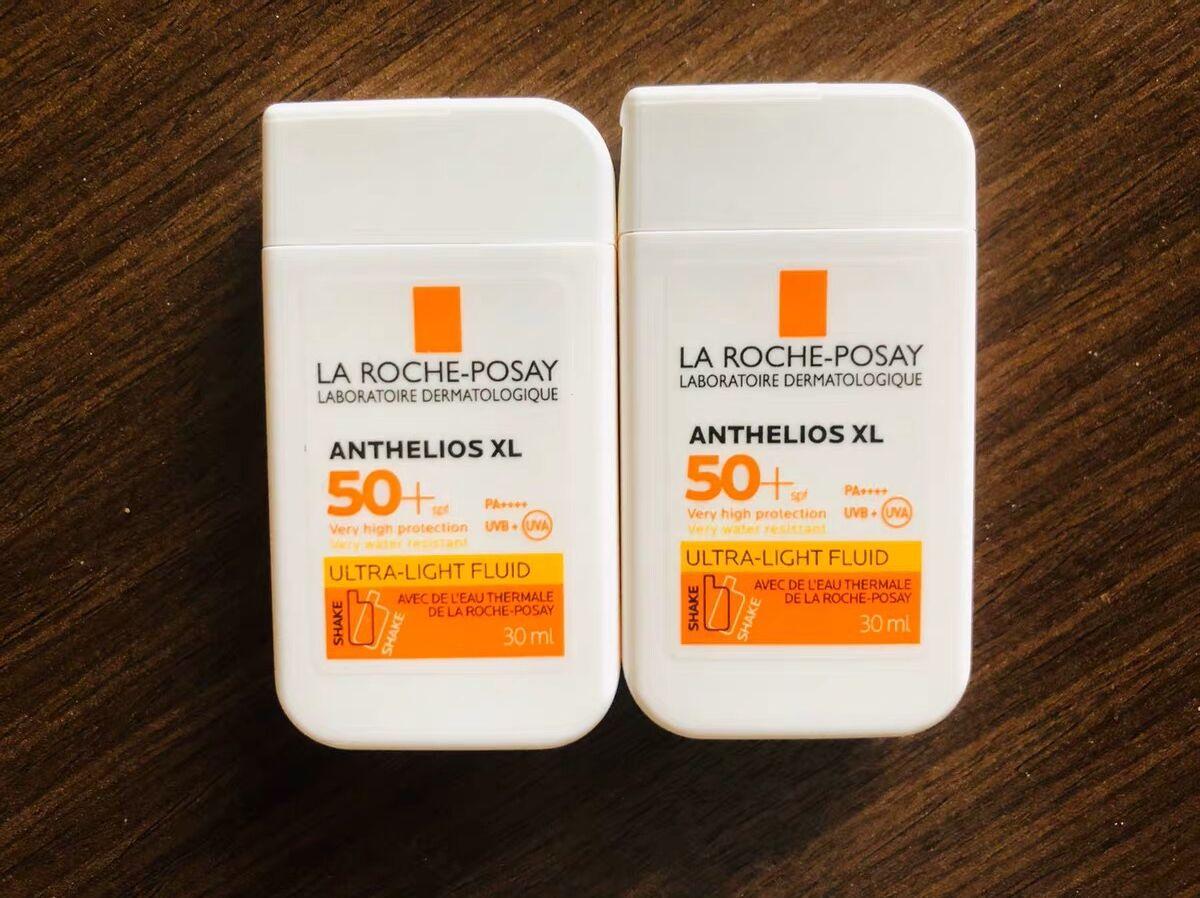 LA ROCHE-POSAY
LABORATOIRE DERMATOLOGIQUE
ANTHELIOS XL
50+ spf
PA++++
Very high protection
UVB + UVA
Very water resistant
ULTRA-LIGHT FLUID
SHAKE
SHAKE
AVEC DE L'EAU THERMALE
DE LA ROCHE-POSAY
30 ml
LA ROCHE-POSAY
LABORATOIRE DERMATOLOGIQUE
ANTHELIOS XL
50+ spf
PA++++
Very high protection
UVB + UVA
Very water resistant
ULTRA-LIGHT FLUID
SHAKE
SHAKE
AVEC DE L'EAU THERMALE
DE LA ROCHE-POSAY
30 ml